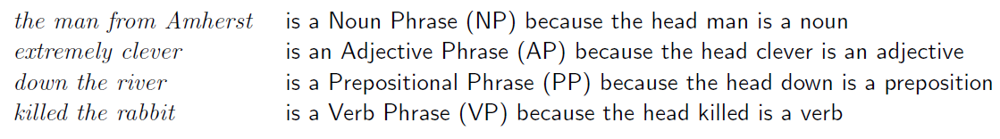 the man from Amherst is a Noun Phrase (NP) because the head man is a noun
extremely clever is an Adjective Phrase (AP) because the head clever is an adjective
down the river is a Prepositional Phrase (PP) because the head down is a preposition
killed the rabbit is a Verb Phrase (VP) because the head killed is a verb